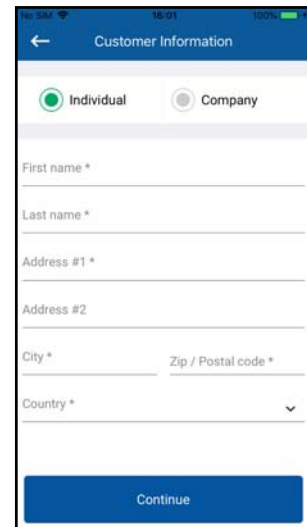 No SIM 16:01 100%
Customer Information
Individual Company
First name *
Last name *
Address #1 *
Address #2
City * Zip / Postal code *
Country *
Continue